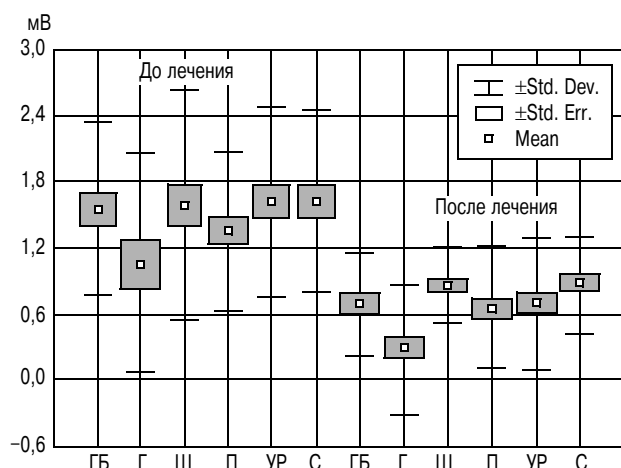 мВ
3,0
До лечения
±Std. Dev.
±Std. Err.
Mean
2,4
1,8
После лечения
1,2
0,6
0,0
–0,6
ГБ Г Ш П УР С ГБ Г Ш П УР С